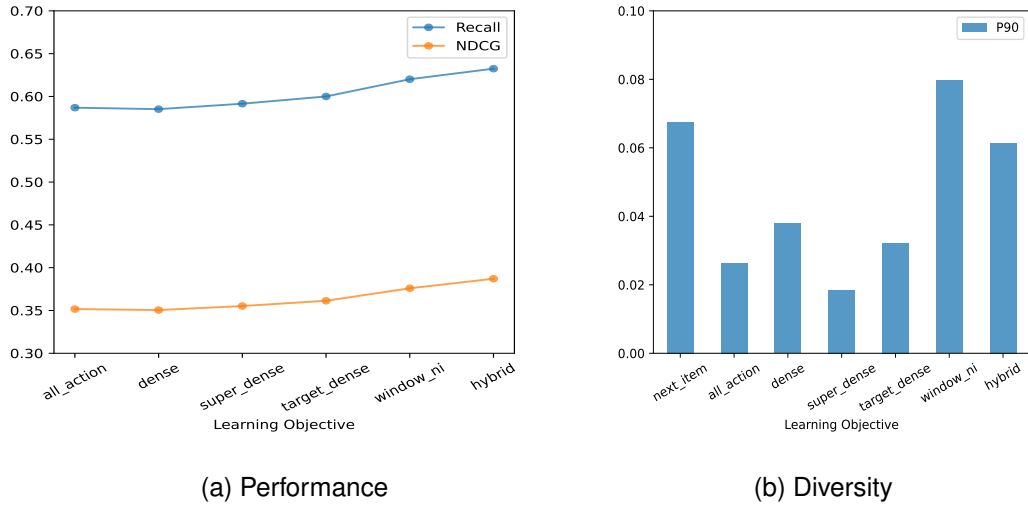 0.70
0.65
0.60
0.55
0.50
0.45
0.40
0.35
0.30
Recall
NDCG
all_action
dense
super_dense
target_dense
window_ni
hybrid
Learning Objective
(a) Performance
0.10
0.08
0.06
0.04
0.02
0.00
P90
next_item
all_action
dense
super_dense
target_dense
window_ni
hybrid
Learning Objective
(b) Diversity